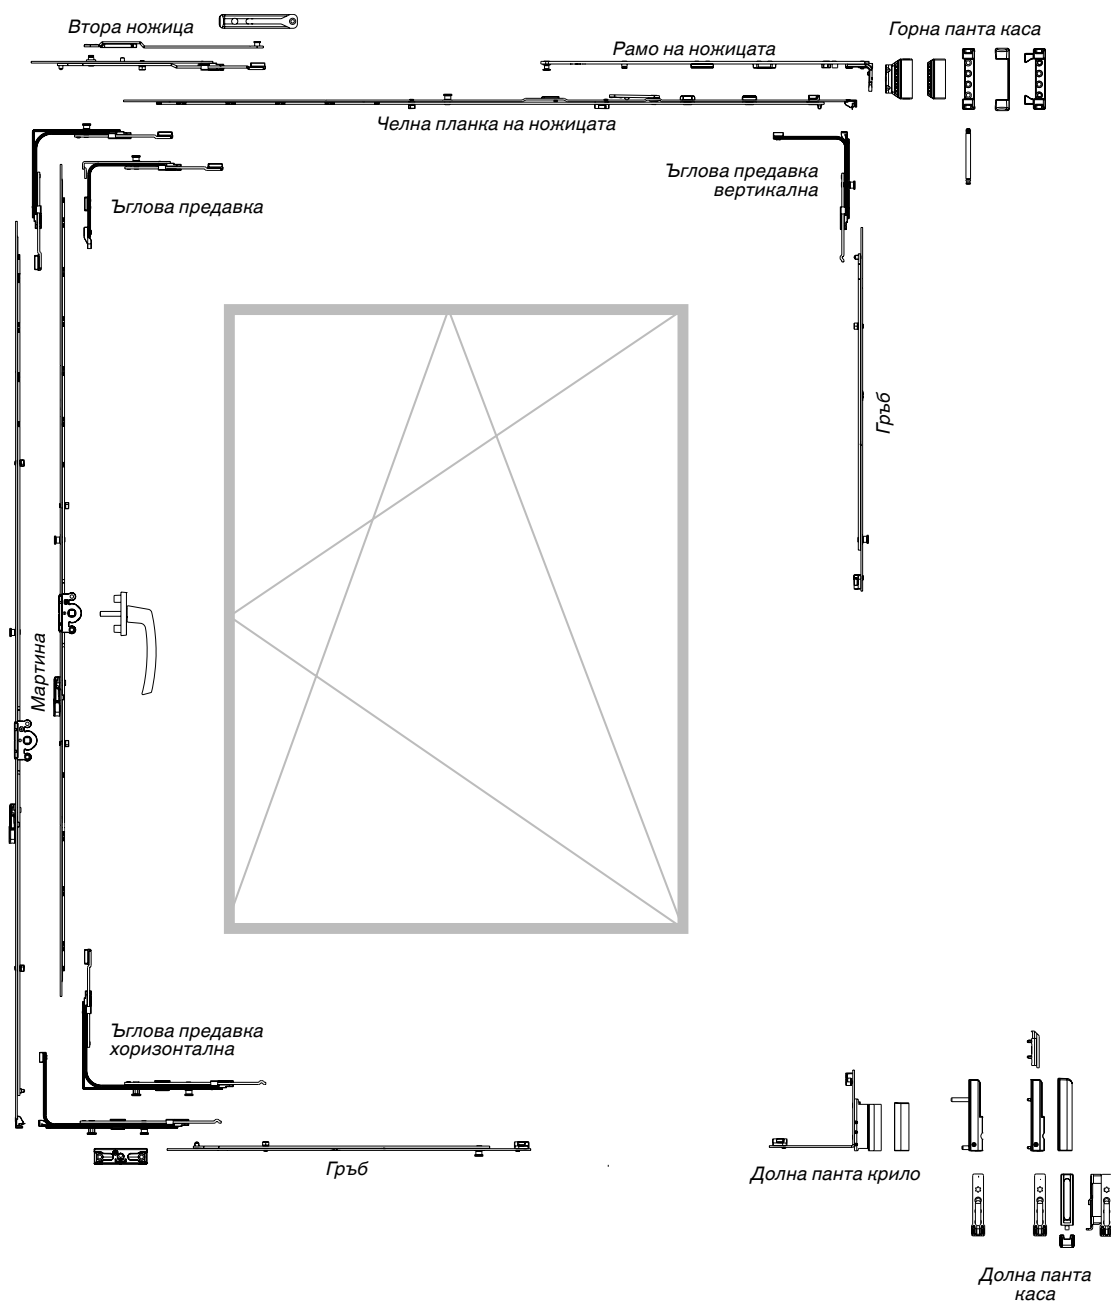 Втора ножица
Рамо на ножицата
Горна панта каса
Челна планка на ножицата
Ъглова предавка
вертикална
Ъглова предавка
Гръб
Мартина
Ъглова предавка
хоризонтална
Гръб
Долна панта крило
Долна панта
каса